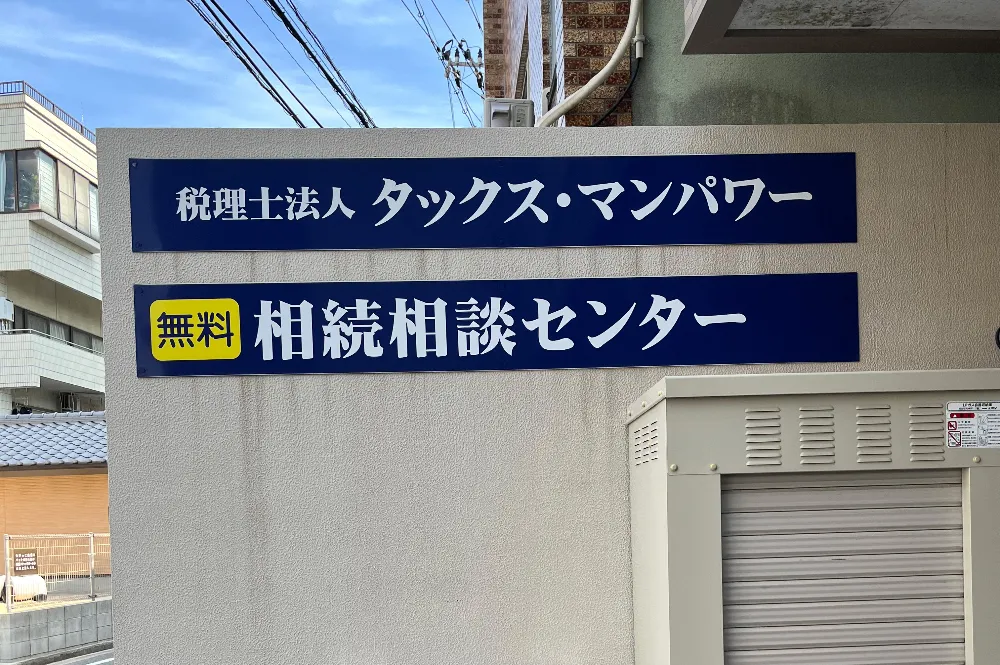 税理士法人 タックス・マンパワー
無料 相続相談センター